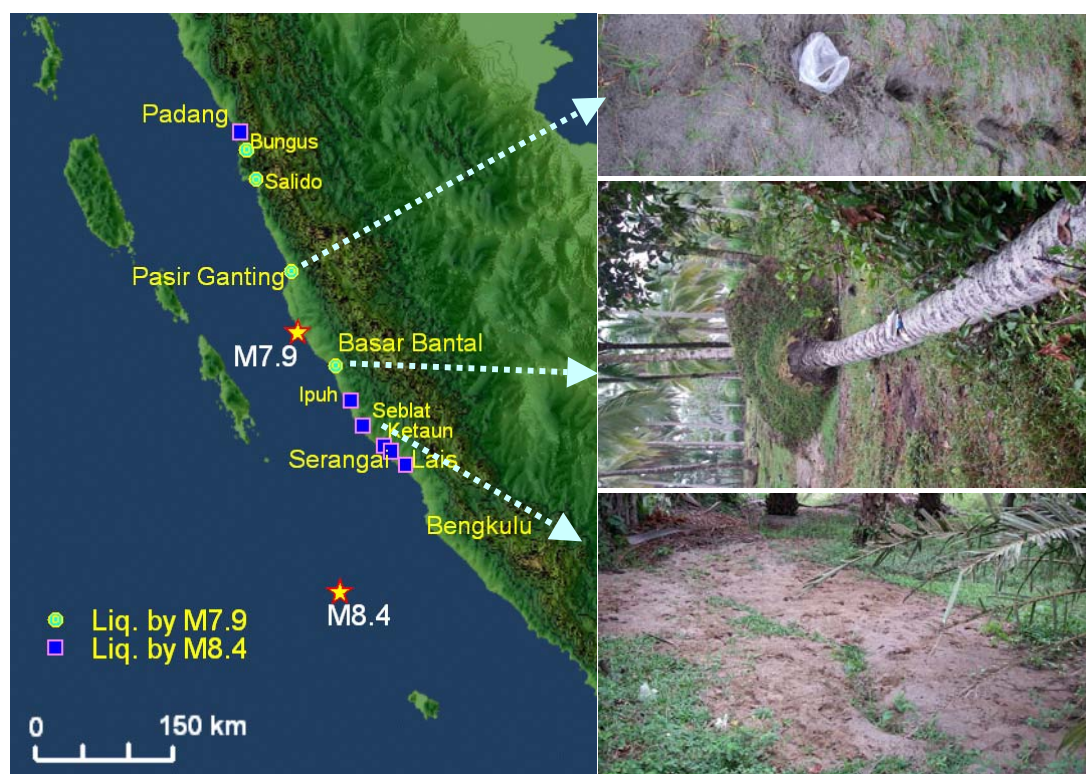 Padang
Bungus
Salido
Pasir Ganting
M7.9
Basar Bantal
Ipuh
Seblat
Ketaun
Serangai Lais
Bengkulu
M8.4
Liq. by M7.9
Liq. by M8.4
0 150 km